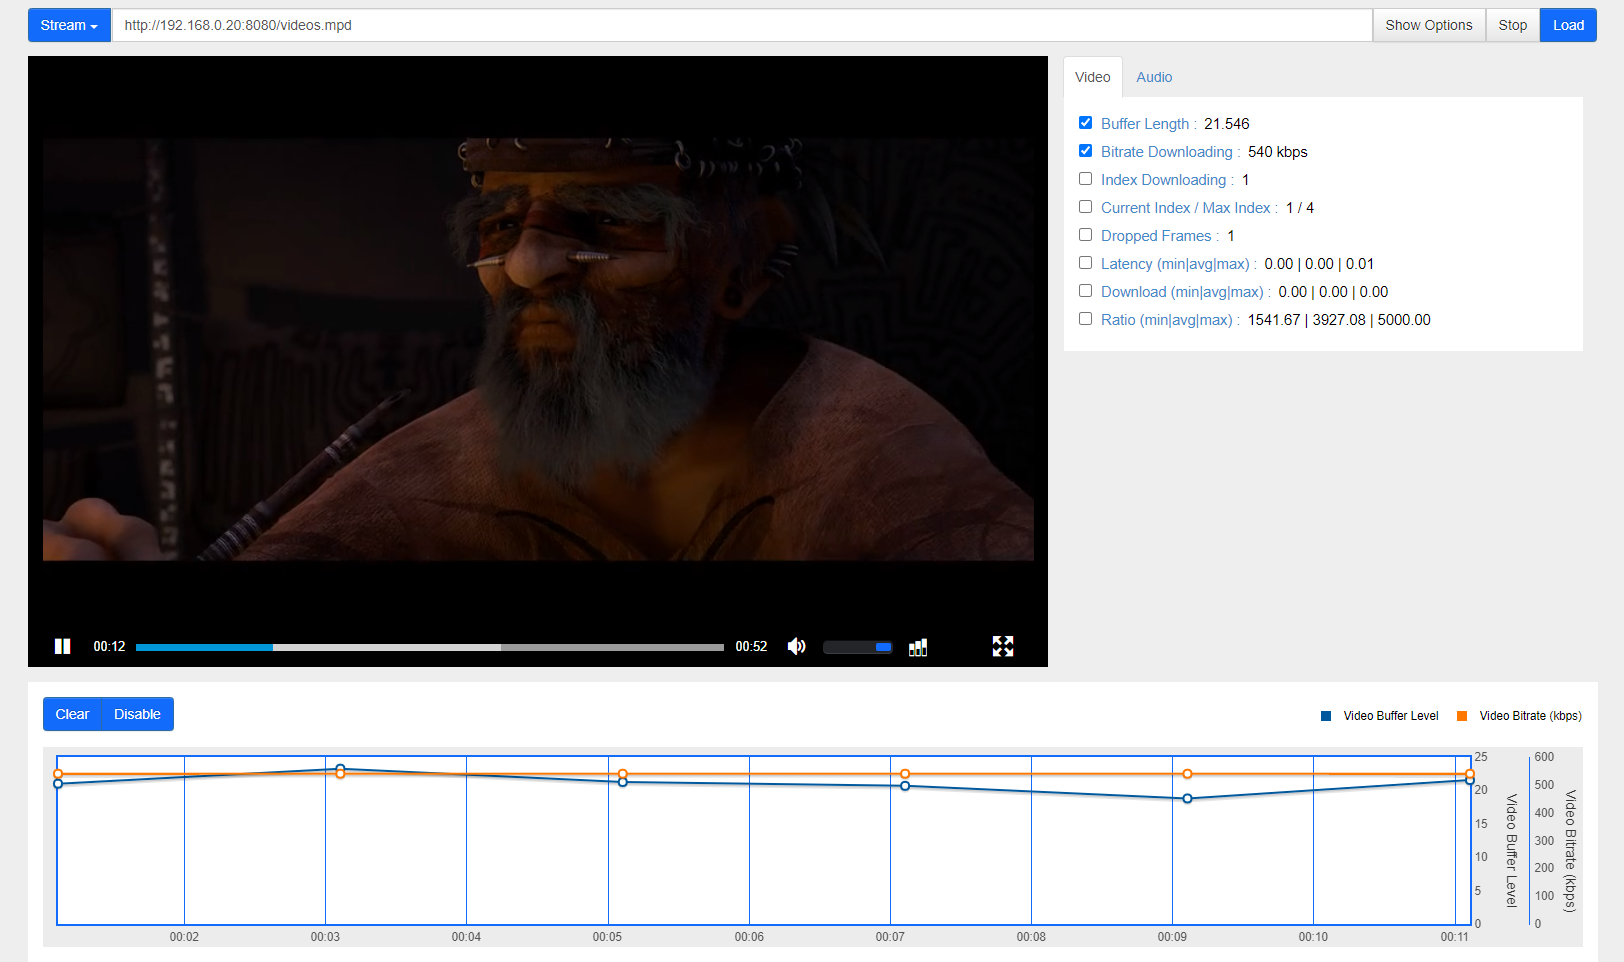 Stream http://192.168.0.20:8080/videos.mpd Show Options Stop Load
Video Audio
Buffer Length : 21.546
Bitrate Downloading : 540 kbps
Index Downloading : 1
Current Index / Max Index : 1 / 4
Dropped Frames : 1
Latency (min|avg|max) : 0.00 | 0.00 | 0.01
Download (min|avg|max) : 0.00 | 0.00 | 0.00
Ratio (min|avg|max) : 1541.67 | 3927.08 | 5000.00
00:12 00:52
Clear Disable
Video Buffer Level Video Bitrate (kbps)
25
20
15
10
5
0
Video Buffer Level
600
500
400
300
200
100
0
Video Bitrate (kbps)
00:02 00:03 00:04 00:05 00:06 00:07 00:08 00:09 00:10 00:11